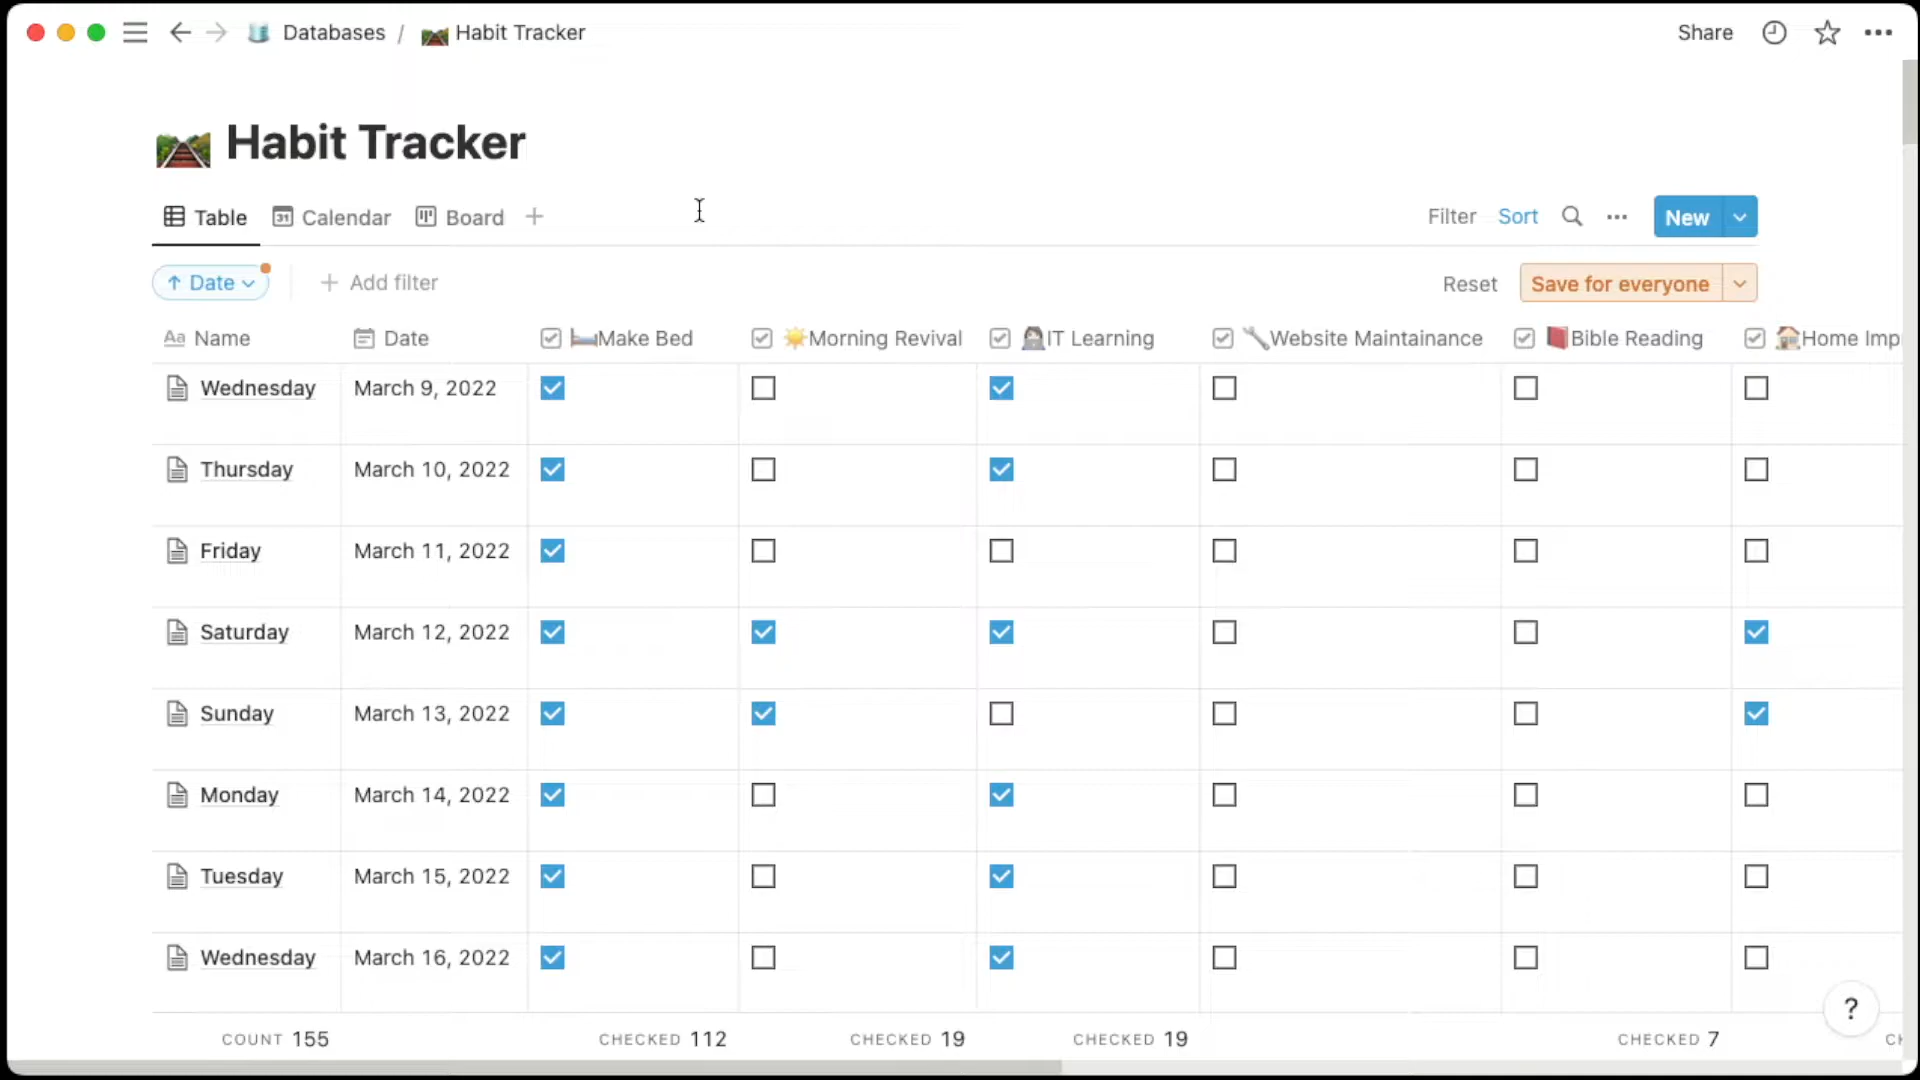 Databases / Habit Tracker Share
Habit Tracker
Table Calendar Board Filter Sort New
Date Add filter Reset Save for everyone
Aa Name Date Make Bed Morning Revival IT Learning Website Maintainance Bible Reading Home Imp
Wednesday March 9, 2022
Thursday March 10, 2022
Friday March 11, 2022
Saturday March 12, 2022
Sunday March 13, 2022
Monday March 14, 2022
Tuesday March 15, 2022
Wednesday March 16, 2022
?
COUNT 155 CHECKED 112 CHECKED 19 CHECKED 19 CHECKED 7 CH